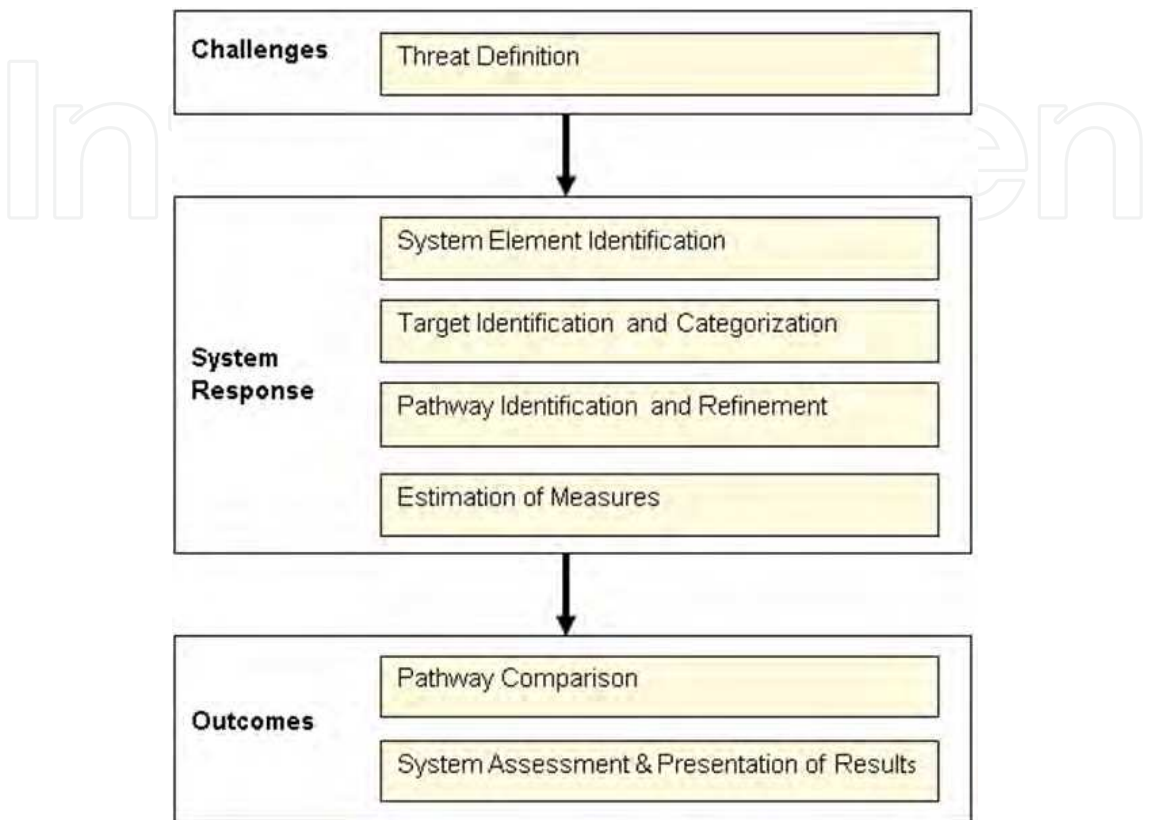 Challenges
Threat Definition
System Element Identification
Target Identification and Categorization
System
Response
Pathway Identification and Refinement
Estimation of Measures
Pathway Comparison
Outcomes
System Assessment & Presentation of Results